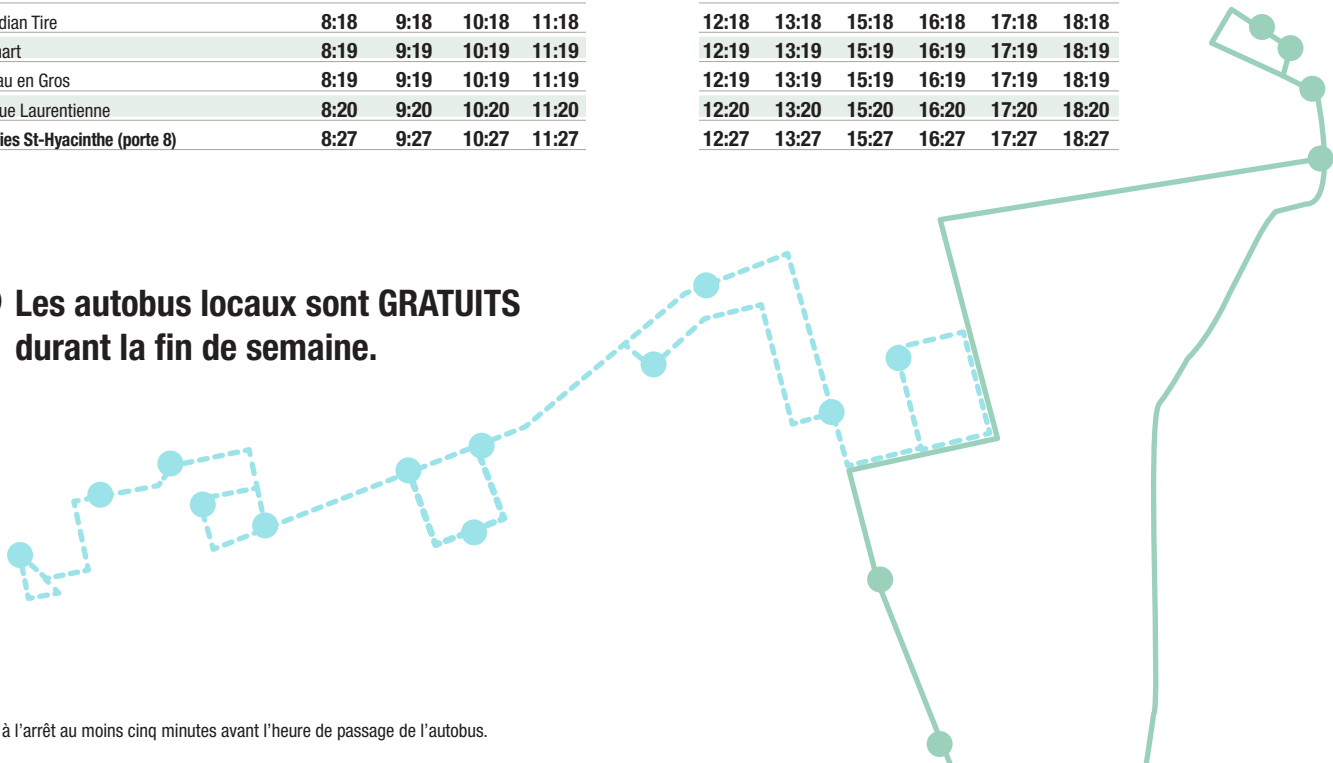 dian Tire 8:18 9:18 10:18 11:18 12:18 13:18 15:18 16:18 17:18 18:18
art 8:19 9:19 10:19 11:19 12:19 13:19 15:19 16:19 17:19 18:19
au en Gros 8:19 9:19 10:19 11:19 12:19 13:19 15:19 16:19 17:19 18:19
ue Laurentienne 8:20 9:20 10:20 11:20 12:20 13:20 15:20 16:20 17:20 18:20
ies St-Hyacinthe (porte 8) 8:27 9:27 10:27 11:27 12:27 13:27 15:27 16:27 17:27 18:27
Les autobus locaux sont GRATUITS
durant la fin de semaine.
à l’arrêt au moins cinq minutes avant l’heure de passage de l’autobus.